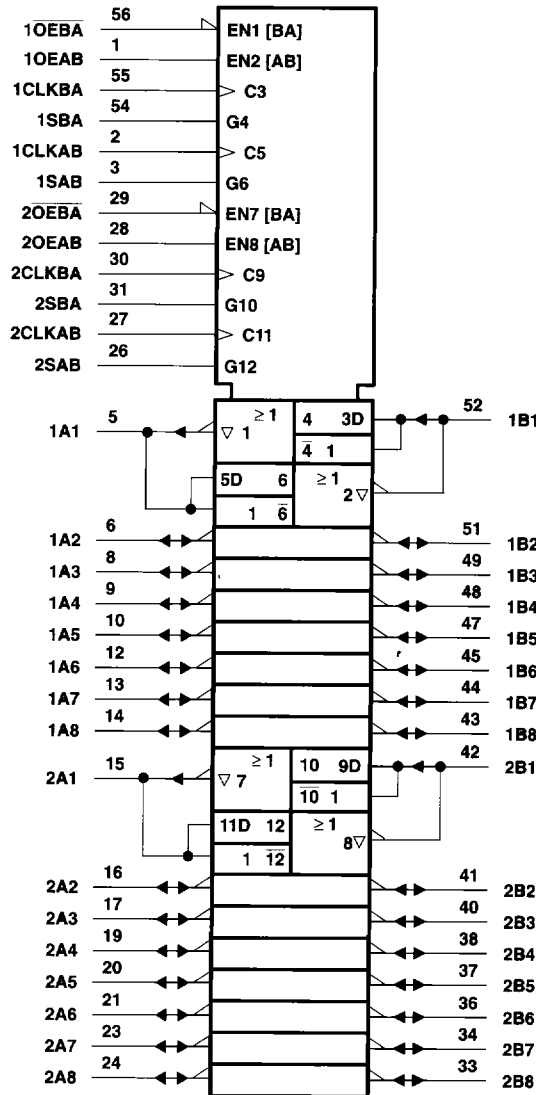 1O̅E̅B̅A̅ 56 EN1 [BA]
1OEAB 1 EN2 [AB]
1CLKBA 55 C3
1SBA 54 G4
1CLKAB 2 C5
1SAB 3 G6
2O̅E̅B̅A̅ 29 EN7 [BA]
2OEAB 28 EN8 [AB]
2CLKBA 30 C9
2SBA 31 G10
2CLKAB 27 C11
2SAB 26 G12
1A1 5 ≥1 ▽ 1 4 3D 52 1B1
4̅ 1
5D 6 ≥1 2 ▽
1 6̅
1A2 6 51 1B2
1A3 8 49 1B3
1A4 9 48 1B4
1A5 10 47 1B5
1A6 12 45 1B6
1A7 13 44 1B7
1A8 14 43 1B8
2A1 15 ≥1 ▽ 7 10 9D 42 2B1
1̅0̅ 1
11D 12 ≥1 8 ▽
1 1̅2̅
2A2 16 41 2B2
2A3 17 40 2B3
2A4 19 38 2B4
2A5 20 37 2B5
2A6 21 36 2B6
2A7 23 34 2B7
2A8 24 33 2B8